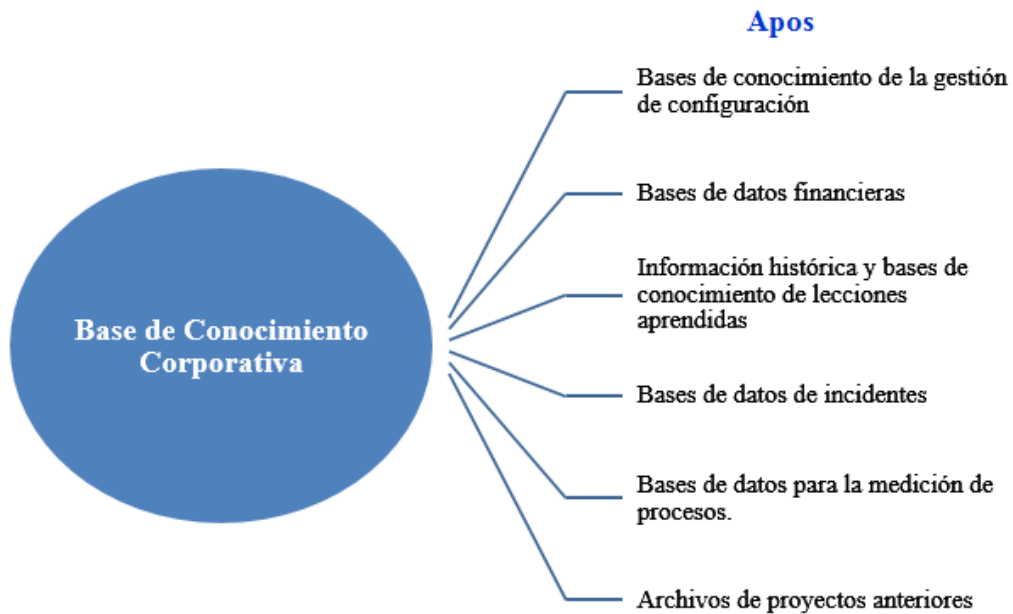 Apos
Bases de conocimiento de la gestión
de configuración
Bases de datos financieras
Información histórica y bases de
conocimiento de lecciones
aprendidas
Base de Conocimiento
Corporativa
Bases de datos de incidentes
Bases de datos para la medición de
procesos.
Archivos de proyectos anteriores